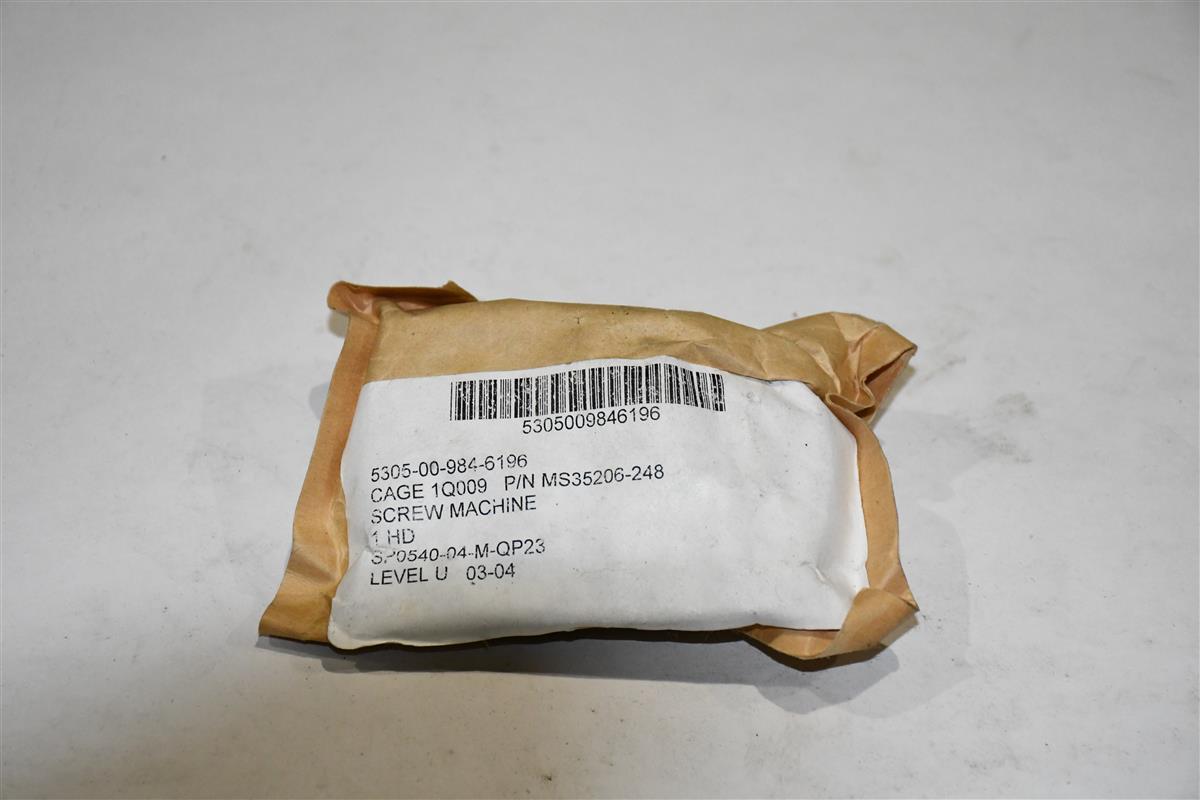 5305009846196
5305-00-984-6196
CAGE 1Q009 P/N MS35206-248
SCREW MACHINE
1 HD
SP0540-04-M-QP23
LEVEL U 03-04